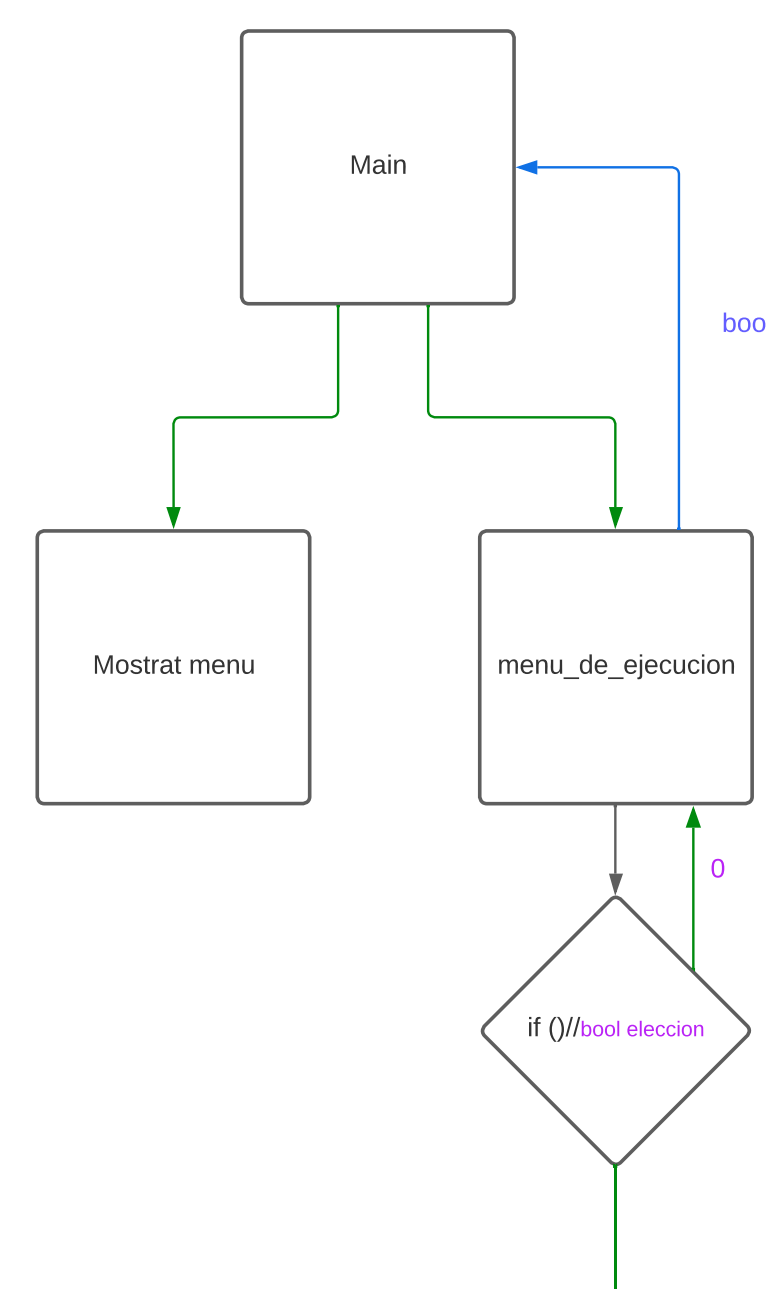 Main
boo
Mostrat menu
menu_de_ejecucion
0
if ()//bool eleccion